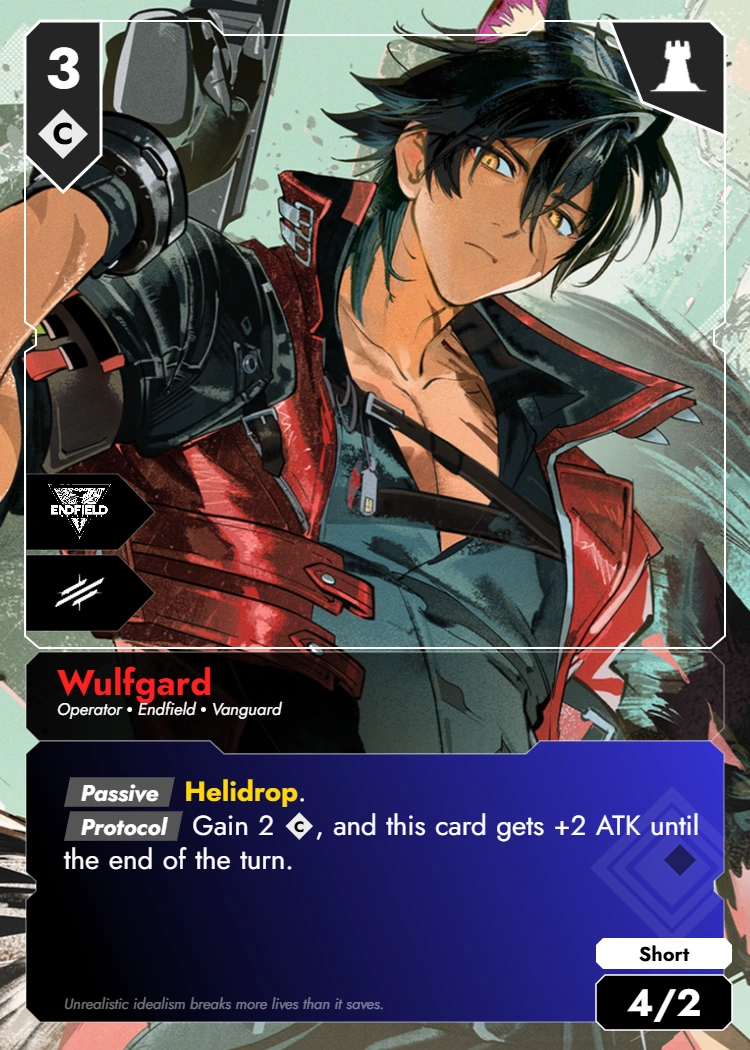 3
C
ENDFIELD
Wulfgard
Operator • Endfield • Vanguard
Passive Helidrop.
Protocol Gain 2 C, and this card gets +2 ATK until
the end of the turn.
Short
Unrealistic idealism breaks more lives than it saves.
4/2